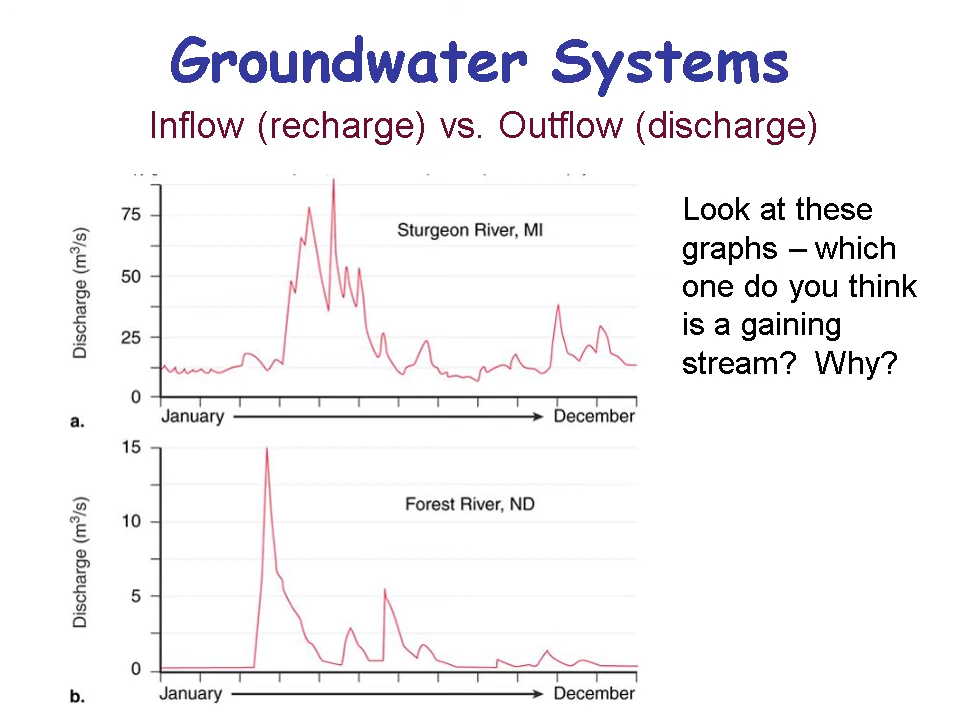 Groundwater Systems
Inflow (recharge) vs. Outflow (discharge)
Look at these
graphs – which
one do you think
is a gaining
stream?  Why?
Discharge (m³/s)
75
50
25
0
Sturgeon River, MI
a.
January
December
Discharge (m³/s)
15
10
5
0
Forest River, ND
b.
January
December